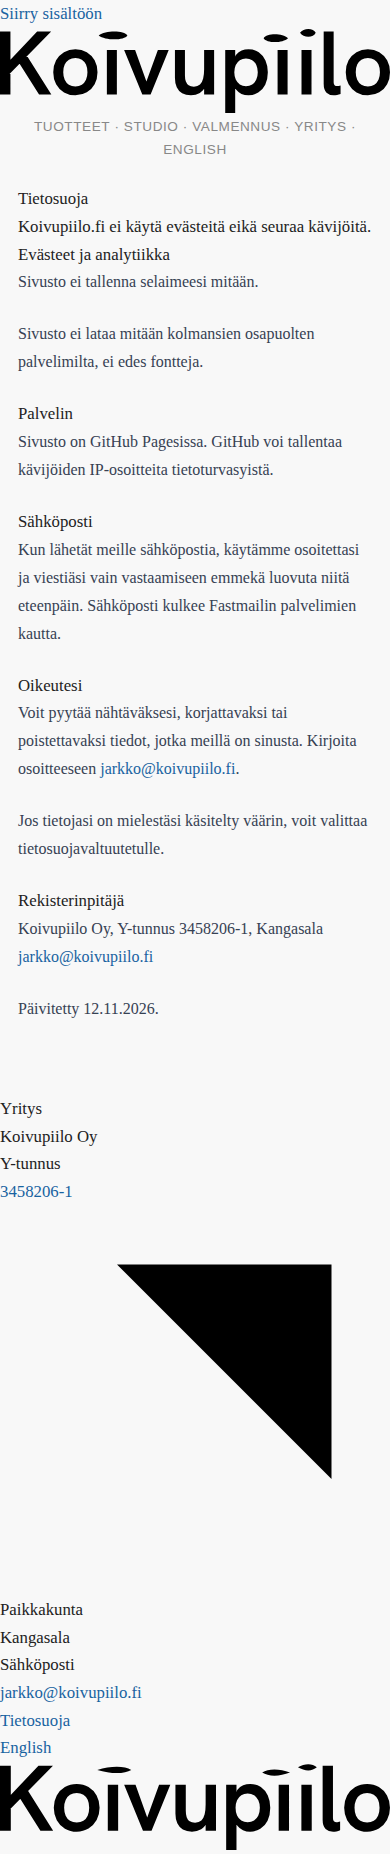 Siirry sisältöön
Koivupiilo
TUOTTEET · STUDIO · VALMENNUS · YRITYS ·
ENGLISH
Tietosuoja
Koivupiilo.fi ei käytä evästeitä eikä seuraa kävijöitä.
Evästeet ja analytiikka
Sivusto ei tallenna selaimeesi mitään.
Sivusto ei lataa mitään kolmansien osapuolten
palvelimilta, ei edes fontteja.
Palvelin
Sivusto on GitHub Pagesissa. GitHub voi tallentaa
kävijöiden IP-osoitteita tietoturvasyistä.
Sähköposti
Kun lähetät meille sähköpostia, käytämme osoitettasi
ja viestiäsi vain vastaamiseen emmekä luovuta niitä
eteenpäin. Sähköposti kulkee Fastmailin palvelimien
kautta.
Oikeutesi
Voit pyytää nähtäväksesi, korjattavaksi tai
poistettavaksi tiedot, jotka meillä on sinusta. Kirjoita
osoitteeseen jarkko@koivupiilo.fi.
Jos tietojasi on mielestäsi käsitelty väärin, voit valittaa
tietosuojavaltuutetulle.
Rekisterinpitäjä
Koivupiilo Oy, Y-tunnus 3458206-1, Kangasala
jarkko@koivupiilo.fi
Päivitetty 12.11.2026.
Yritys
Koivupiilo Oy
Y-tunnus
3458206-1
Paikkakunta
Kangasala
Sähköposti
jarkko@koivupiilo.fi
Tietosuoja
English
Koivupiilo